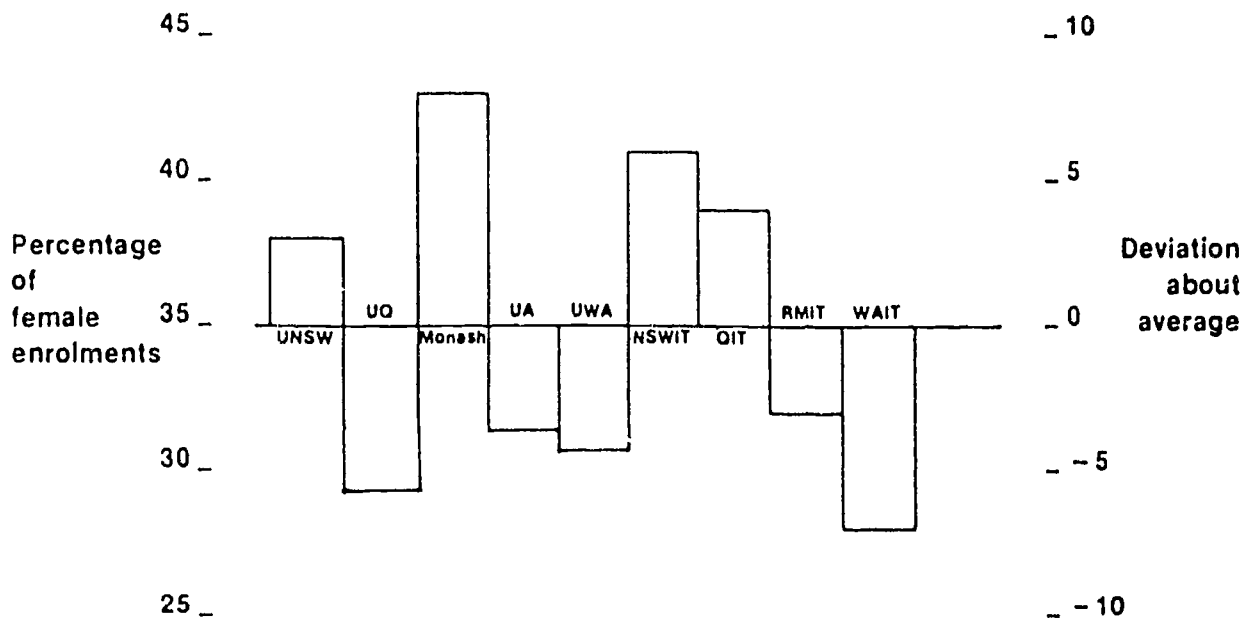 45
10
40
5
Percentage
of
female
enrolments
Deviation
about
average
35
0
UQ
UA
UWA
RMIT
WAIT
UNSW
Monash
NSWIT
QIT
30
- 5
25
- 10